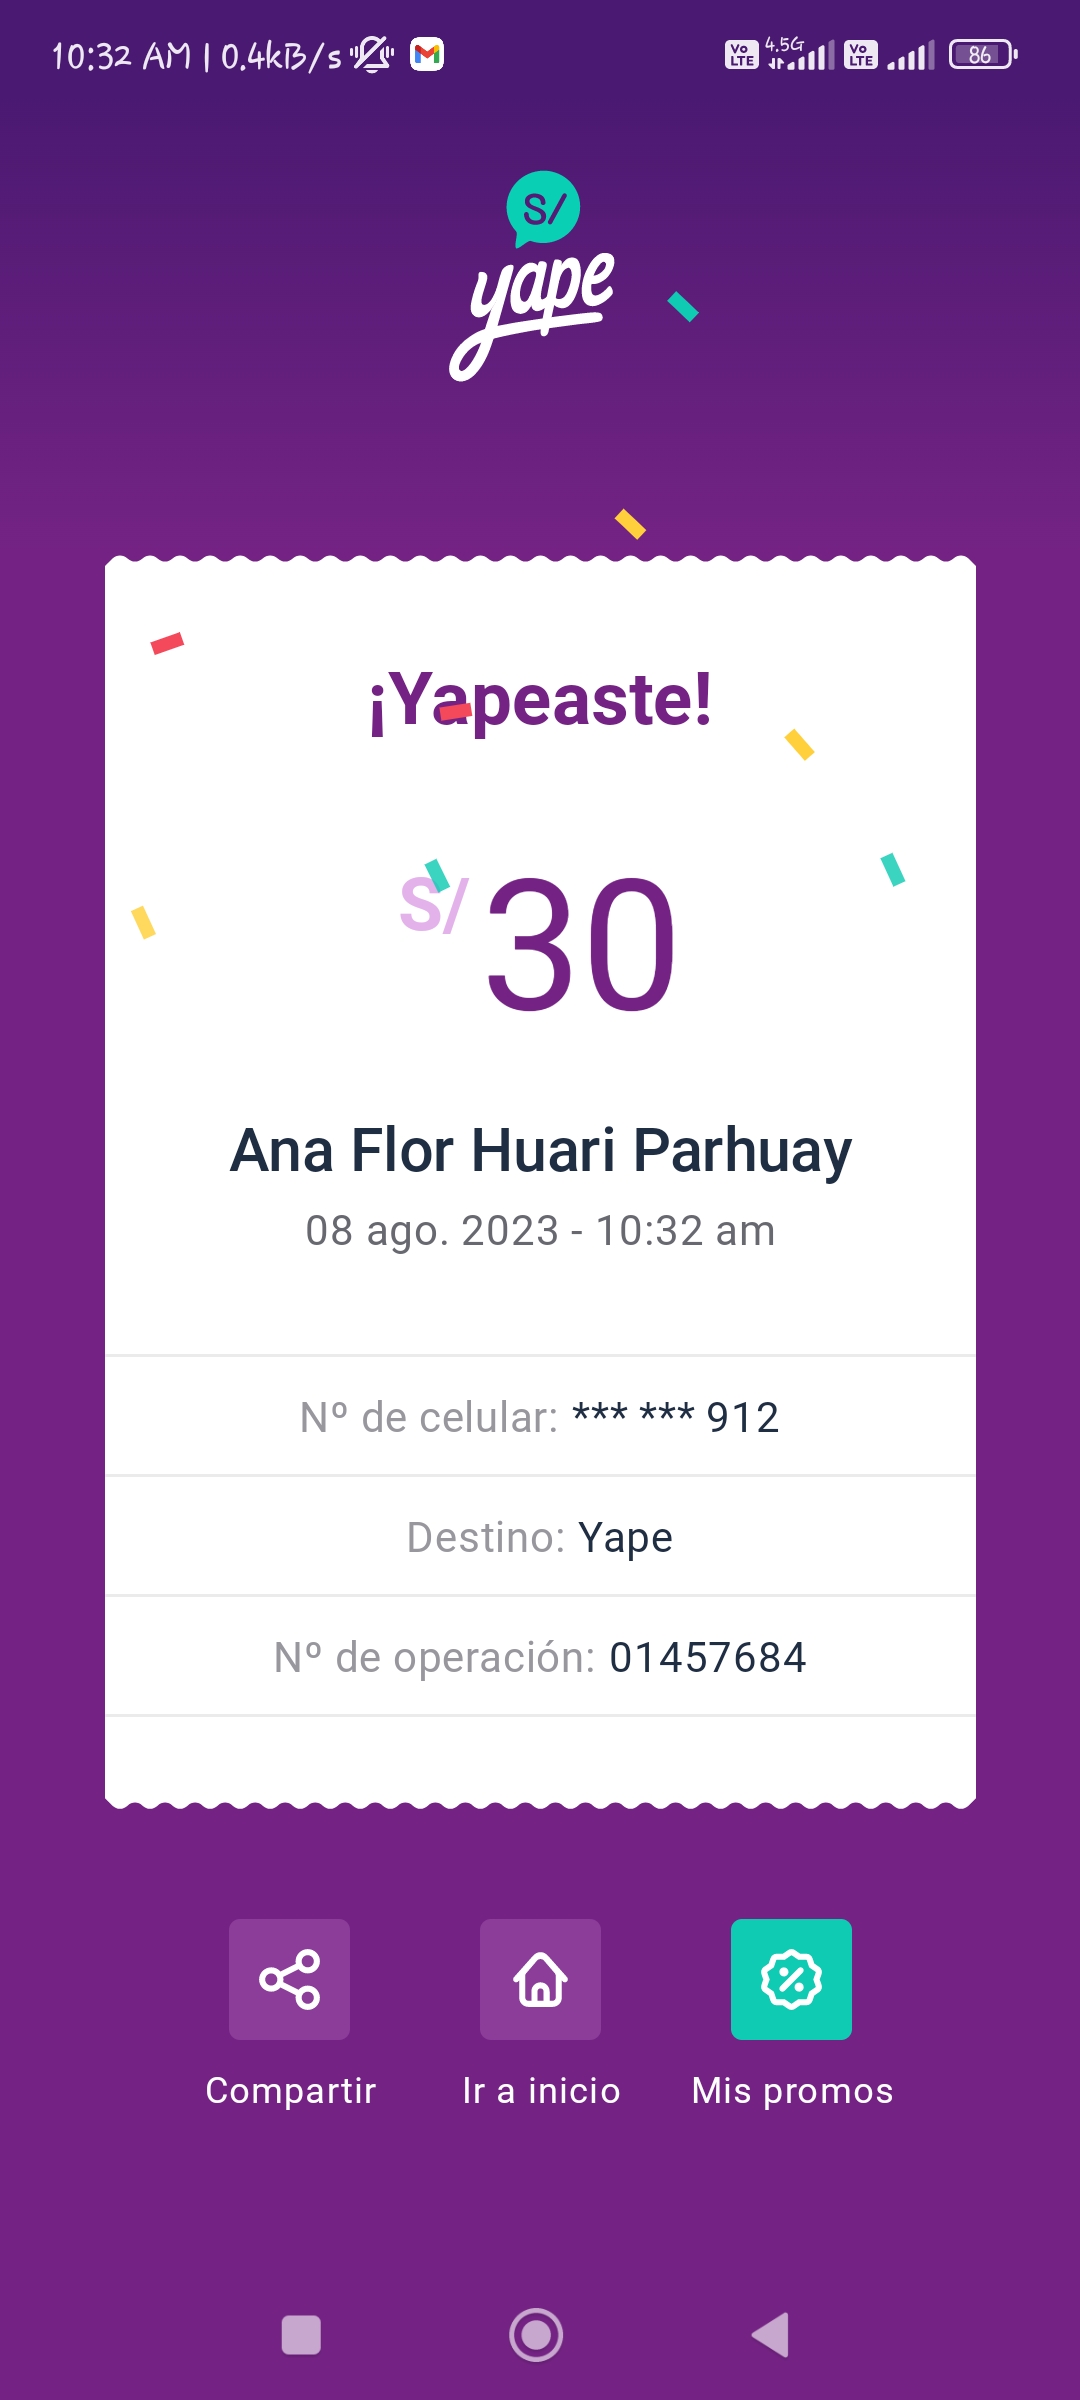 10:32 AM | 0.4kB/s
Vo LTE 4.5G Vo LTE 86
S/
yape
¡Yapeaste!
S/ 30
Ana Flor Huari Parhuay
08 ago. 2023 - 10:32 am
Nº de celular: *** *** 912
Destino: Yape
Nº de operación: 01457684
Compartir Ir a inicio Mis promos